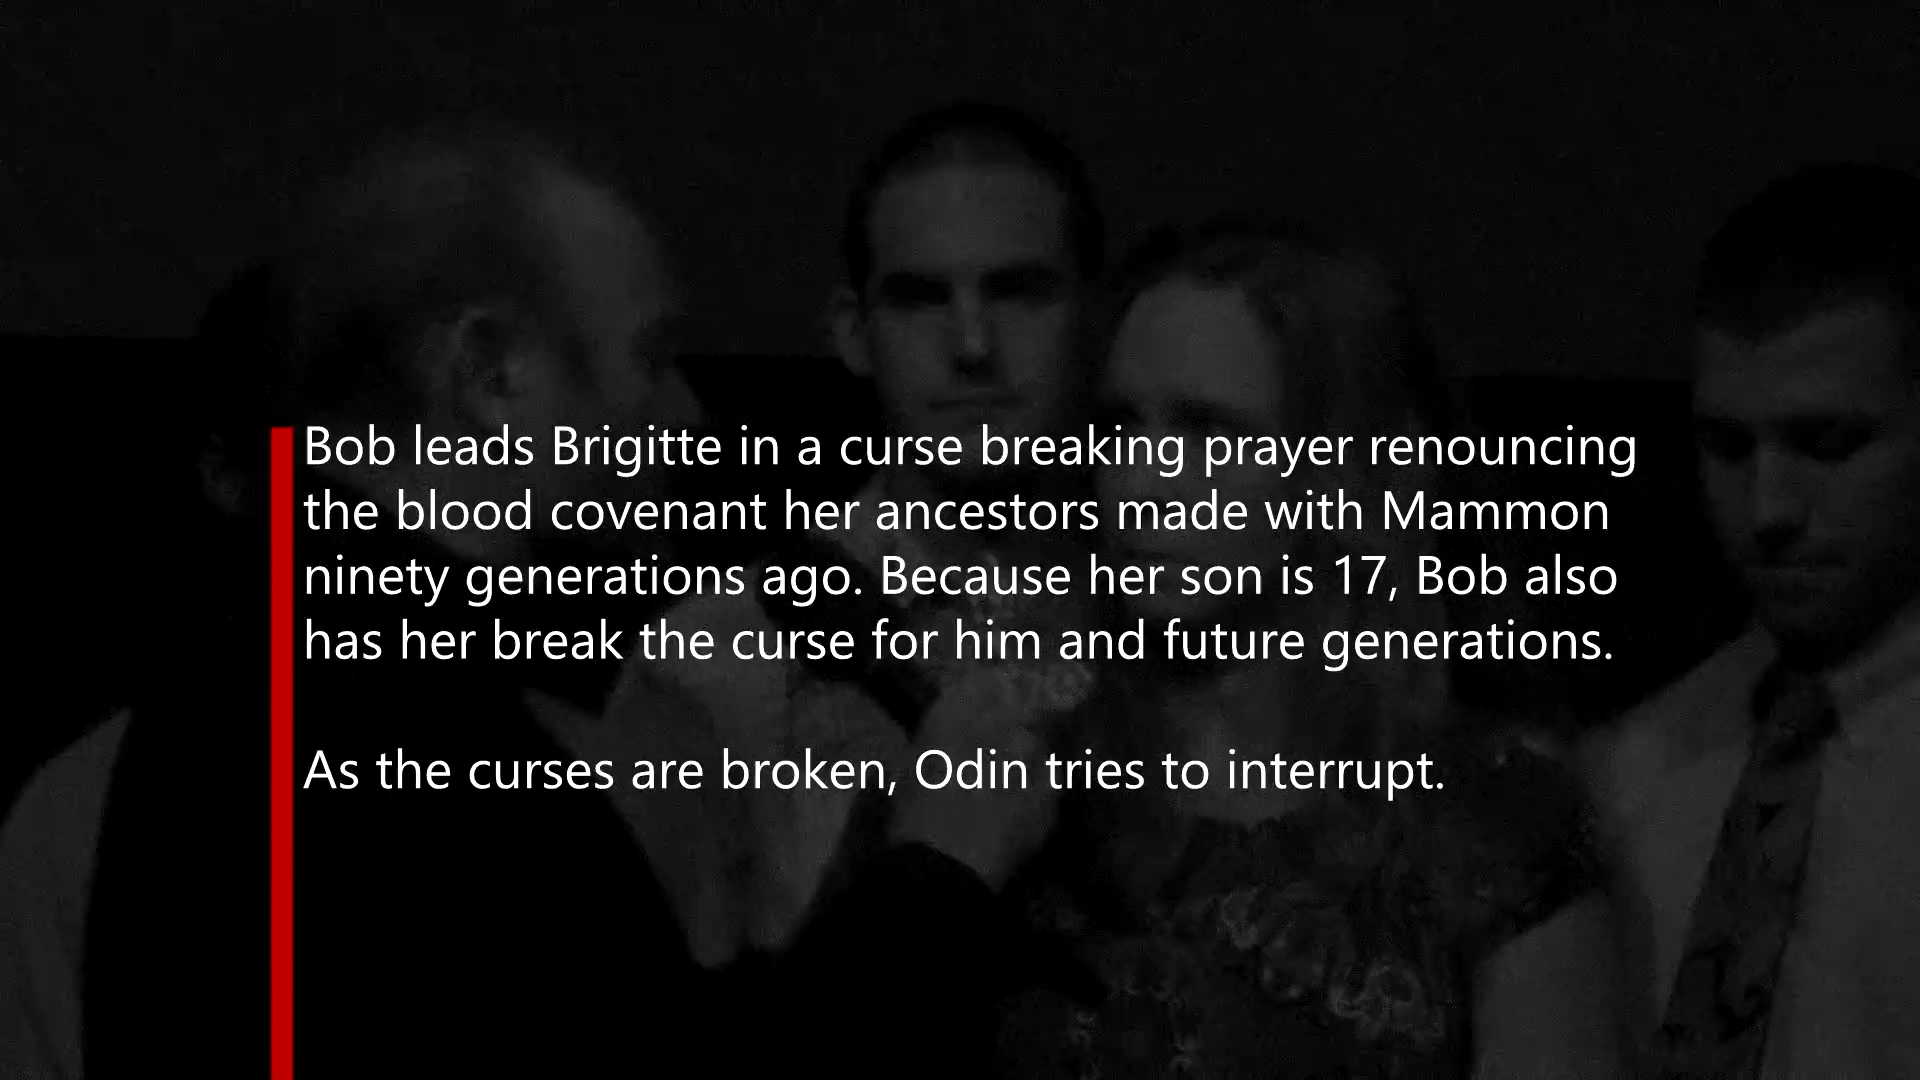 Bob leads Brigitte in a curse breaking prayer renouncing
the blood covenant her ancestors made with Mammon
ninety generations ago. Because her son is 17, Bob also
has her break the curse for him and future generations.
As the curses are broken, Odin tries to interrupt.